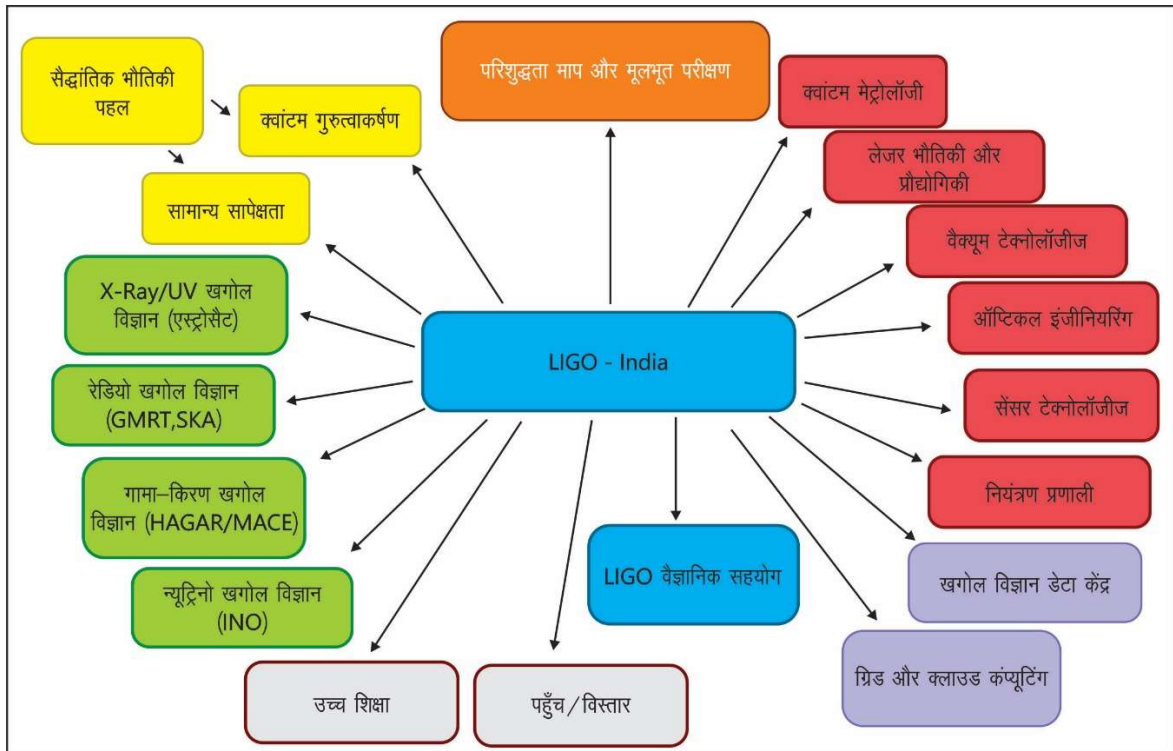 सैद्धांतिक भौतिकी
पहल
क्वांटम गुरुत्वाकर्षण
सामान्य सापेक्षता
परिशुद्धता माप और मूलभूत परीक्षण
क्वांटम मेट्रोलॉजी
लेजर भौतिकी और
प्रौद्योगिकी
वैक्यूम टेक्नोलॉजीज
ऑप्टिकल इंजीनियरिंग
सेंसर टेक्नोलॉजीज
नियंत्रण प्रणाली
X-Ray/UV खगोल
विज्ञान (एस्ट्रोसैट)
रेडियो खगोल विज्ञान
(GMRT,SKA)
गामा–किरण खगोल
विज्ञान (HAGAR/MACE)
न्यूट्रिनो खगोल विज्ञान
(INO)
LIGO - India
LIGO वैज्ञानिक सहयोग
खगोल विज्ञान डेटा केंद्र
ग्रिड और क्लाउड कंप्यूटिंग
उच्च शिक्षा
पहुँच/विस्तार